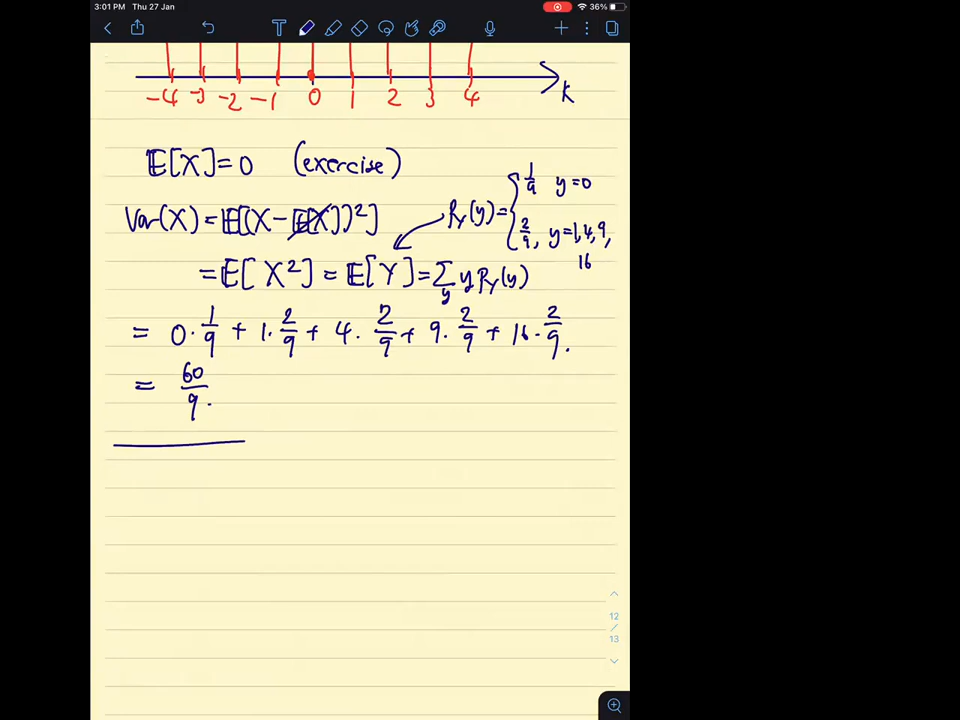 3:01 PM Thu 27 Jan 36%
-4 -3 -2 -1 0 1 2 3 4 k
𝔼[X]=0 (exercise)
Var(X)=𝔼[(X-𝔼[X])²]
P_Y(y)={1/9 y=0
2/9, y=1,4,9,
16
=𝔼[X²]=𝔼[Y]=∑_y y P_Y(y)
= 0·1/9 + 1·2/9 + 4·2/9 + 9·2/9 + 16·2/9.
= 60/9.
12
/
13